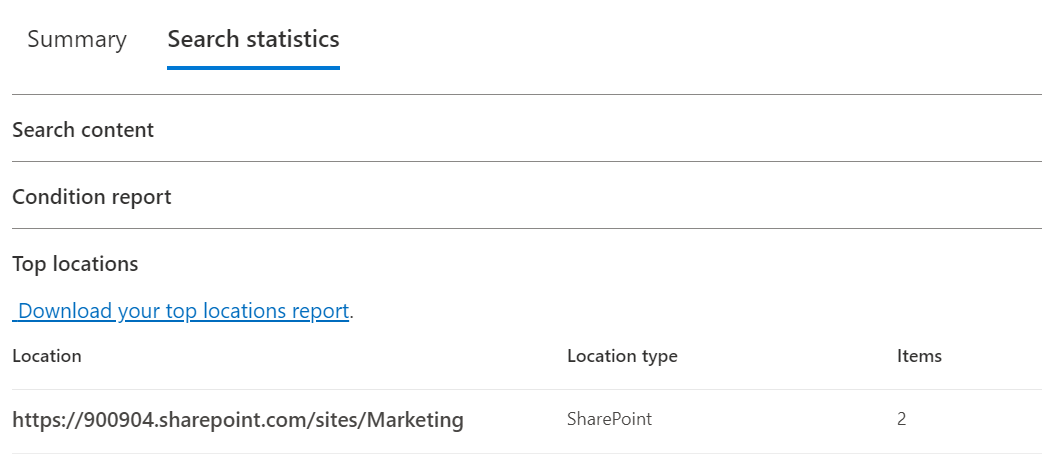 Summary Search statistics
Search content
Condition report
Top locations
Download your top locations report.
Location Location type Items
https://900904.sharepoint.com/sites/Marketing SharePoint 2